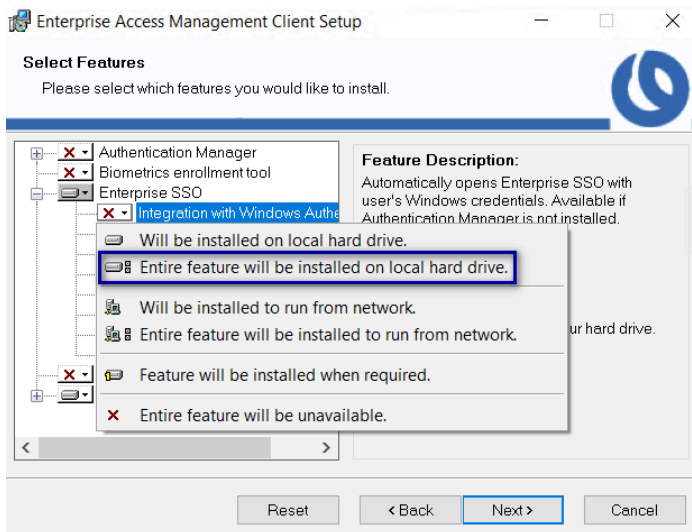 Enterprise Access Management Client Setup
Select Features
Please select which features you would like to install.
Authentication Manager
Biometrics enrollment tool
Enterprise SSO
Integration with Windows Authe
Will be installed on local hard drive.
Entire feature will be installed on local hard drive.
Will be installed to run from network.
Entire feature will be installed to run from network.
Feature will be installed when required.
Entire feature will be unavailable.
Feature Description:
Automatically opens Enterprise SSO with
user's Windows credentials. Available if
Authentication Manager is not installed.
ur hard drive.
Reset
< Back
Next >
Cancel